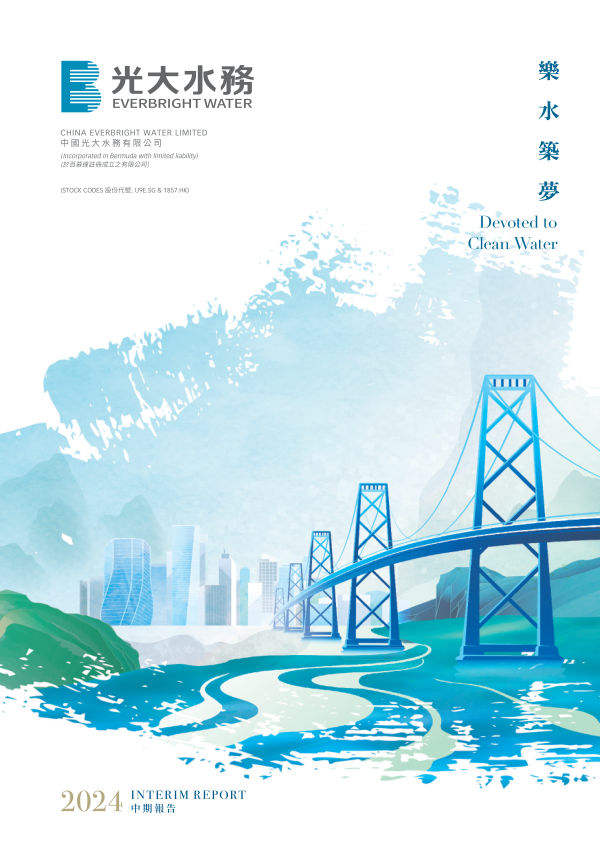 光大水務
EVERBRIGHT WATER
CHINA EVERBRIGHT WATER LIMITED
中國光大水務有限公司
(Incorporated in Bermuda with limited liability)
(於百慕達註冊成立之有限公司)
(STOCK CODES 股份代號: U9E.SG & 1857.HK)
樂水築夢
Devoted to
Clean Water
2024 INTERIM REPORT
中期報告